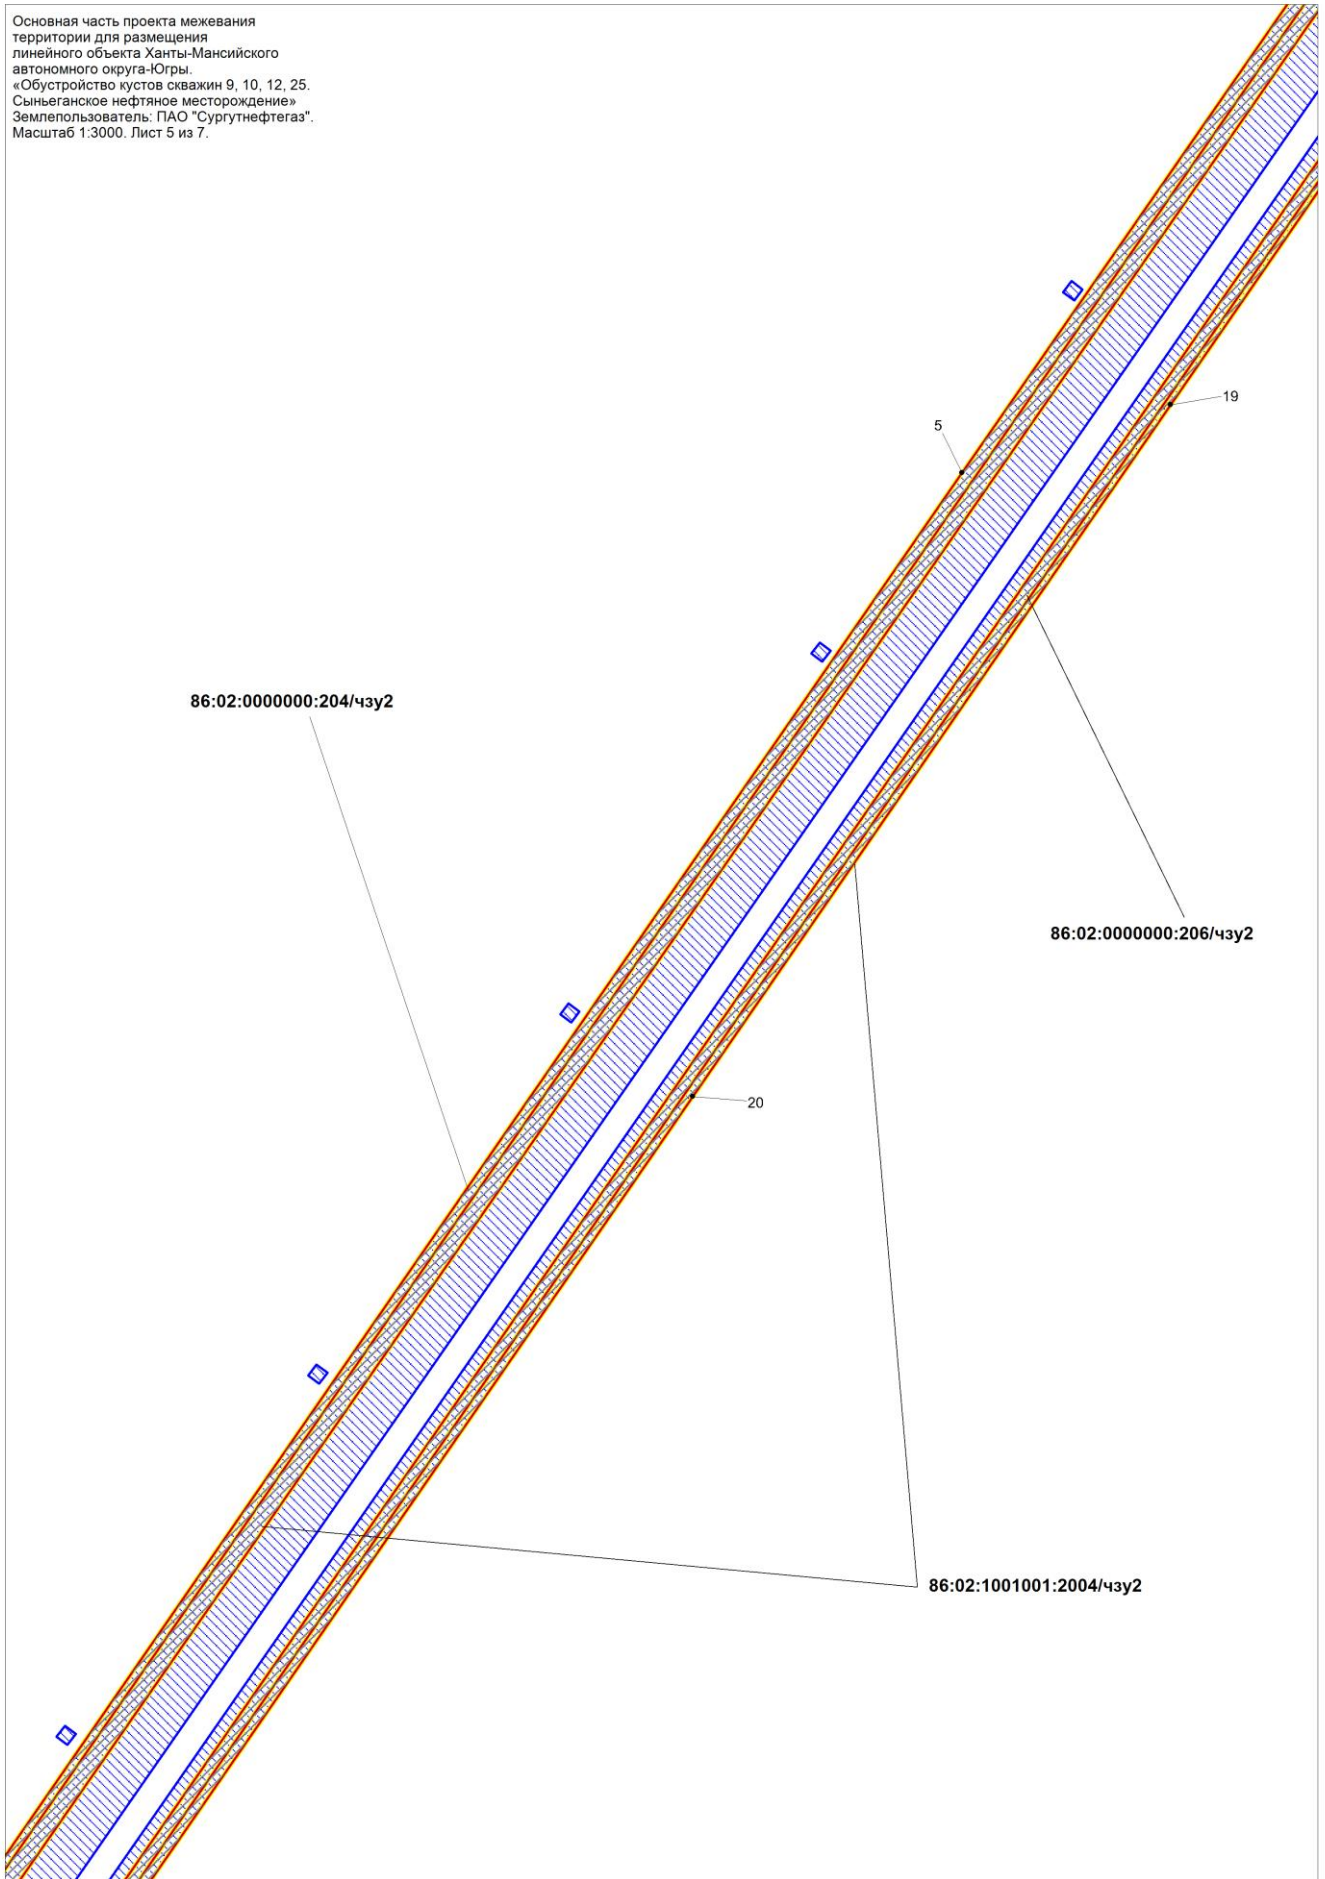 Основная часть проекта межевания
территории для размещения
линейного объекта Ханты-Мансийского
автономного округа-Югры.
«Обустройство кустов скважин 9, 10, 12, 25.
Сыньеганское нефтяное месторождение»
Землепользователь: ПАО "Сургутнефтегаз".
Масштаб 1:3000. Лист 5 из 7.
19
5
86:02:0000000:204/чзу2
86:02:0000000:206/чзу2
20
86:02:1001001:2004/чзу2